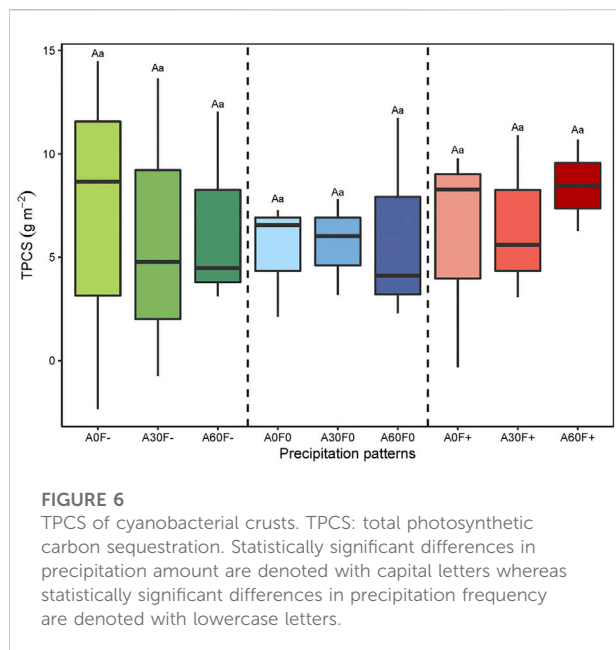 15
10
5
0
TPCS (g m⁻²)
Aa Aa Aa Aa Aa Aa Aa Aa Aa
A0F- A30F- A60F- A0F0 A30F0 A60F0 A0F+ A30F+ A60F+
Precipitation patterns
FIGURE 6
TPCS of cyanobacterial crusts. TPCS: total photosynthetic
carbon sequestration. Statistically significant differences in
precipitation amount are denoted with capital letters whereas
statistically significant differences in precipitation frequency
are denoted with lowercase letters.